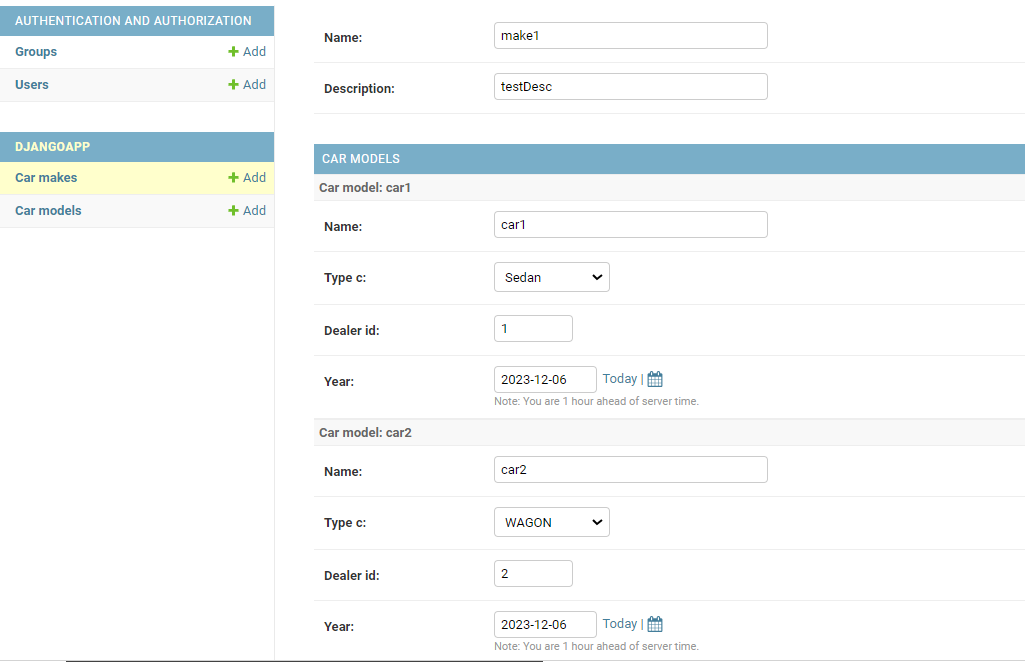 AUTHENTICATION AND AUTHORIZATION
Groups + Add
Users + Add
DJANGOAPP
Car makes + Add
Car models + Add
Name: make1
Description: testDesc
CAR MODELS
Car model: car1
Name: car1
Type c: Sedan
Dealer id: 1
Year: 2023-12-06 Today |
Note: You are 1 hour ahead of server time.
Car model: car2
Name: car2
Type c: WAGON
Dealer id: 2
Year: 2023-12-06 Today |
Note: You are 1 hour ahead of server time.